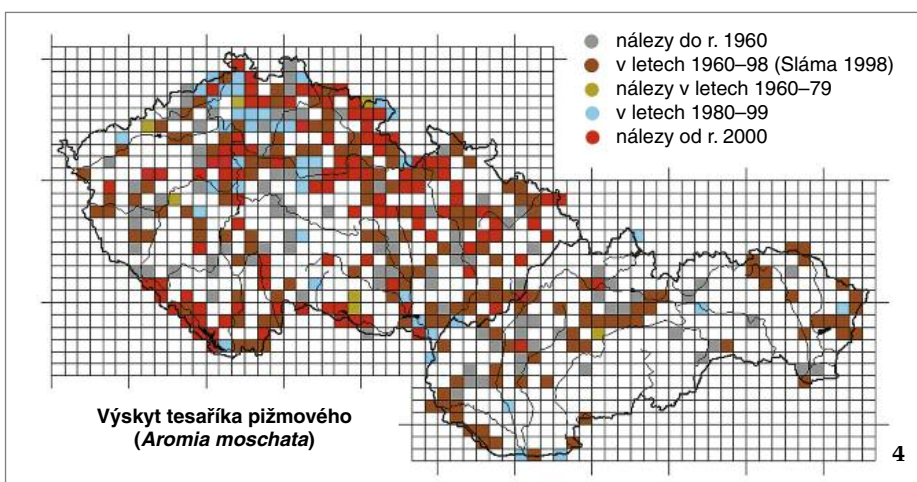 nálezy do r. 1960
v letech 1960–98 (Sláma 1998)
nálezy v letech 1960–79
v letech 1980–99
nálezy od r. 2000
Výskyt tesaříka pižmového
(Aromia moschata)
4